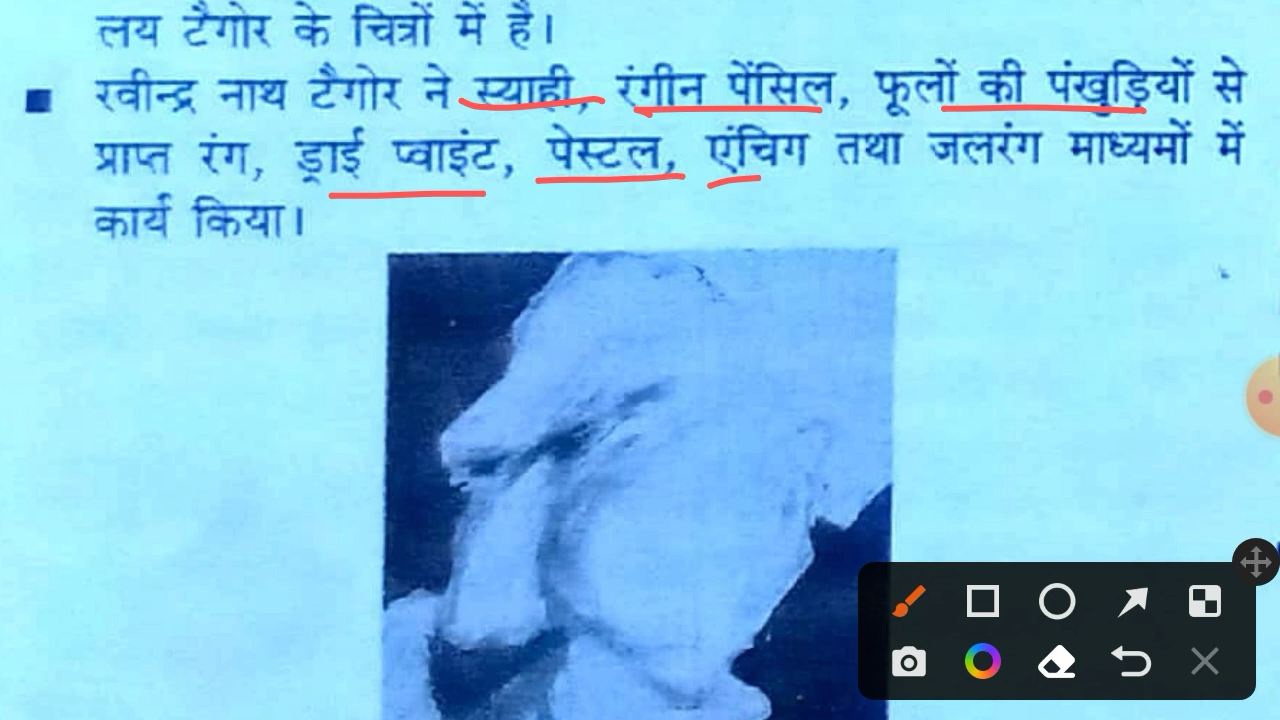 लय टैगोर के चित्रों में है।
रवीन्द्र नाथ टैगोर ने स्याही, रंगीन पेंसिल, फूलों की पंखुड़ियों से
प्राप्त रंग, ड्राई प्वाइंट, पेस्टल, एंचिग तथा जलरंग माध्यमों में
कार्य किया।